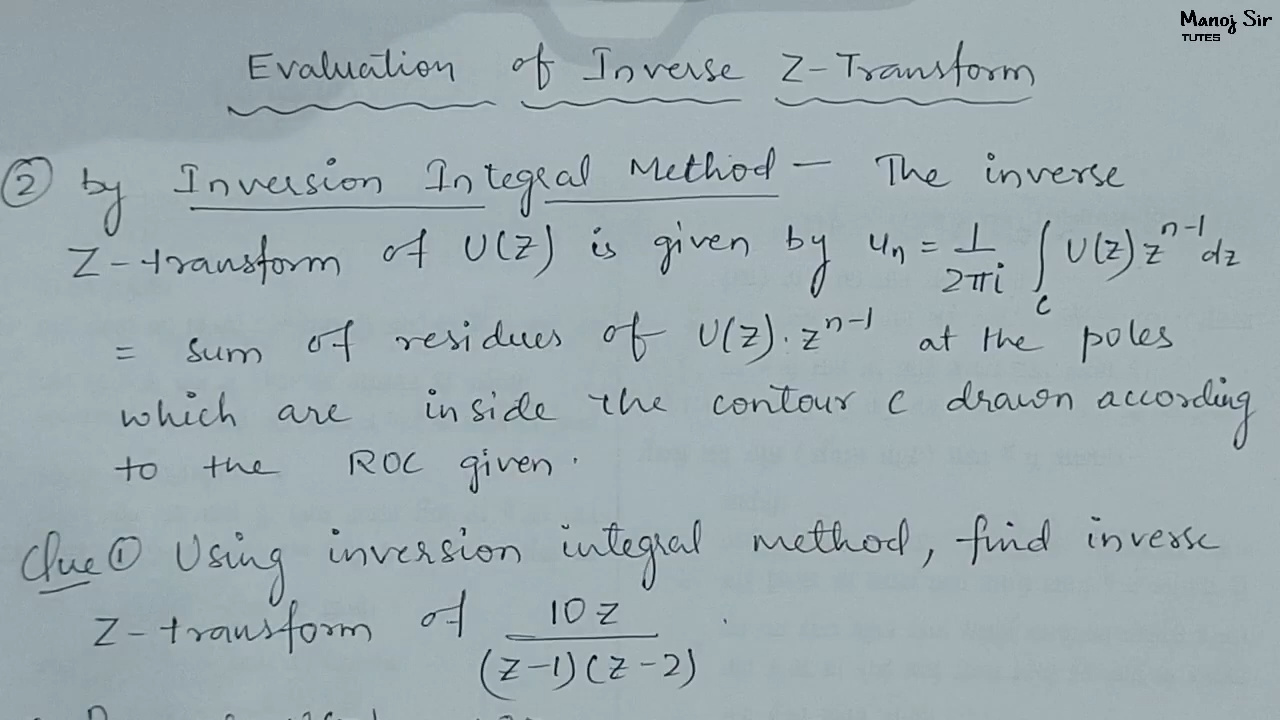 Manoj Sir
TUTES
Evaluation of Inverse Z-Transform
② by Inversion Integral Method — The inverse
Z-transform of U(Z) is given by un = 1/2πi ∫c U(z) z^n-1 dz
= sum of residues of U(z). z^n-1 at the poles
which are inside the contour c drawn according
to the ROC given.
Que ① Using inversion integral method, find inverse
Z-transform of 10z / (z-1)(z-2) .